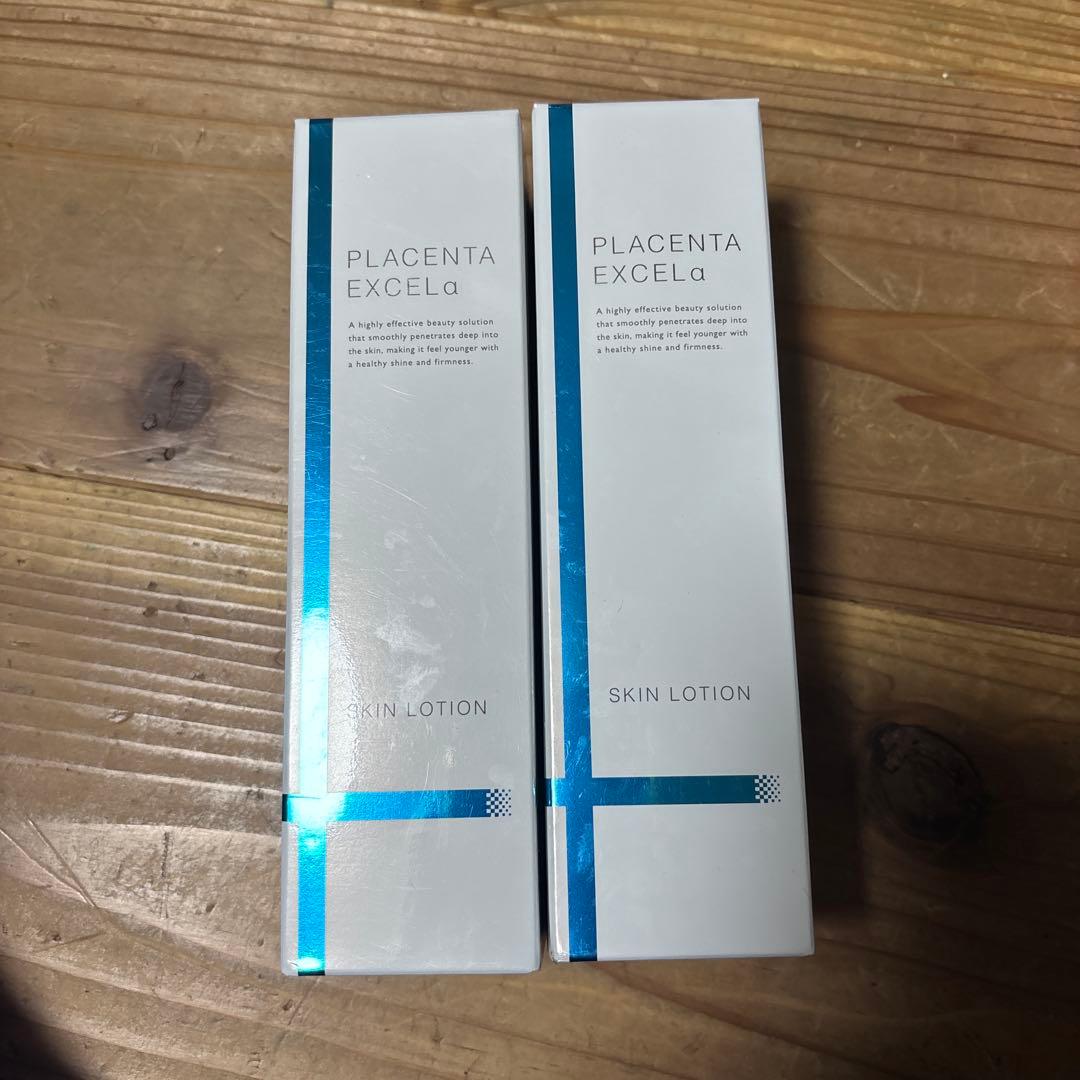 PLACENTA
EXCELα
A highly effective beauty solution
that smoothly penetrates deep into
the skin, making it feel younger with
a healthy shine and firmness.
SKIN LOTION
PLACENTA
EXCELα
A highly effective beauty solution
that smoothly penetrates deep into
the skin, making it feel younger with
a healthy shine and firmness.
SKIN LOTION